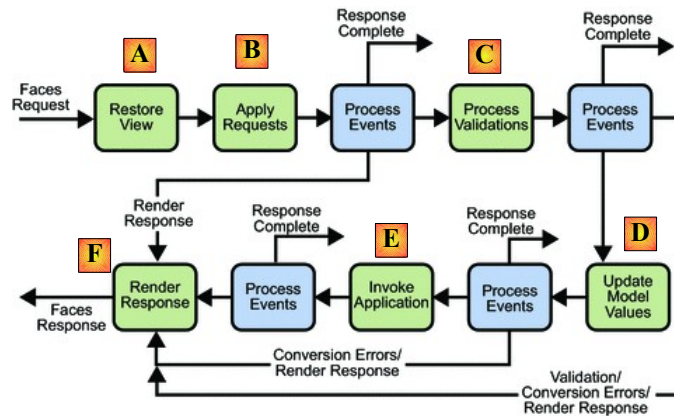 Response
Complete
Response
Complete
A
B
C
Faces
Request
Restore
View
Apply
Requests
Process
Events
Process
Validations
Process
Events
Render
Response
Response
Complete
Response
Complete
D
E
F
Render
Response
Process
Events
Invoke
Application
Process
Events
Update
Model
Values
Faces
Response
Conversion Errors/
Render Response
Validation/
Conversion Errors/
Render Response